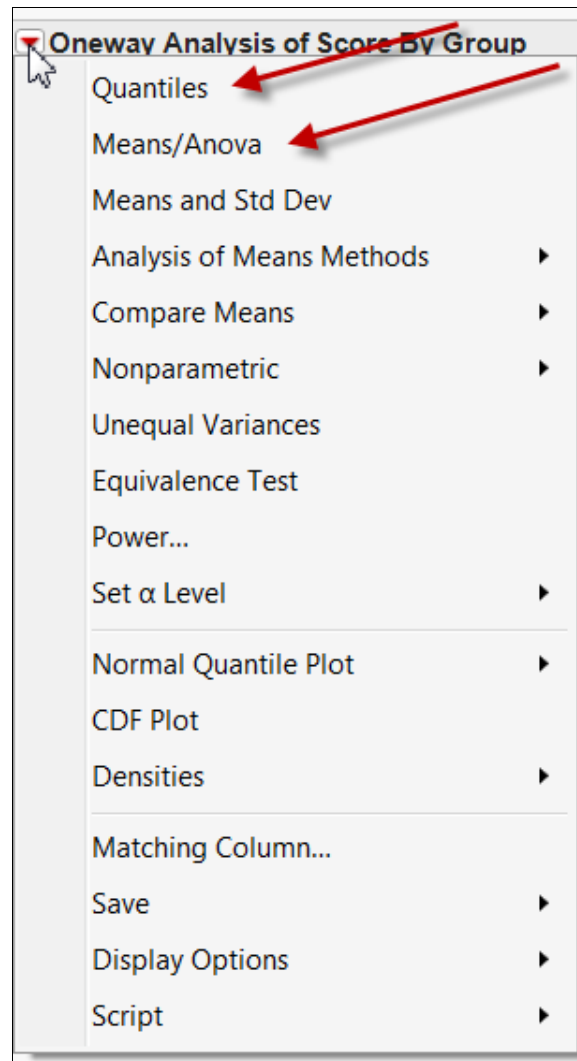 Oneway Analysis of Score By Group
Quantiles
Means/Anova
Means and Std Dev
Analysis of Means Methods
Compare Means
Nonparametric
Unequal Variances
Equivalence Test
Power...
Set α Level
Normal Quantile Plot
CDF Plot
Densities
Matching Column...
Save
Display Options
Script